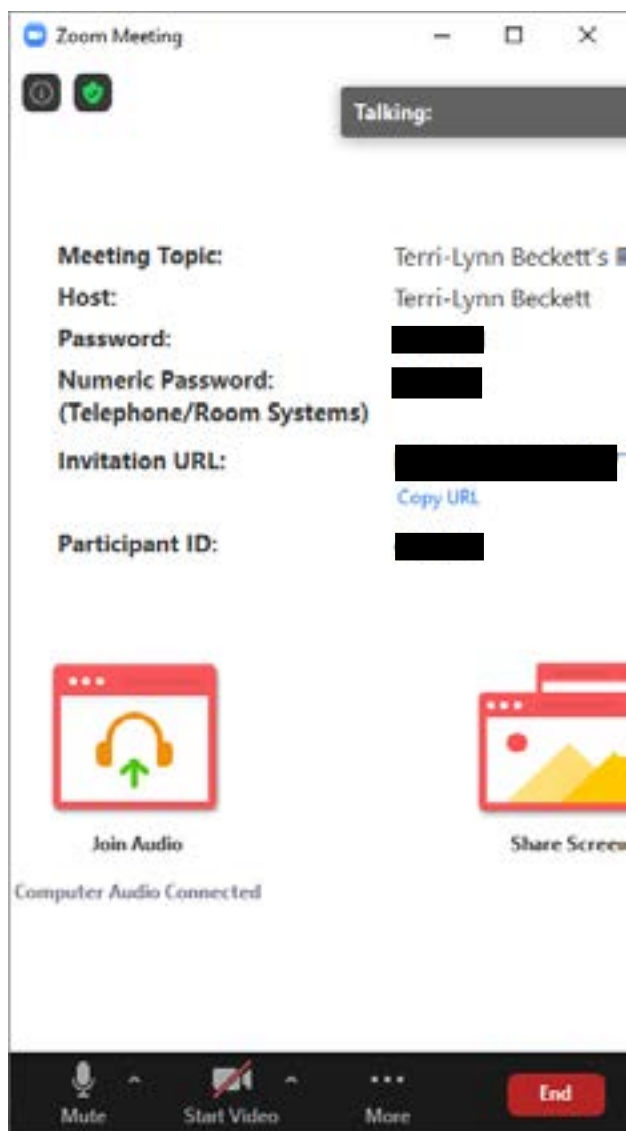 Zoom Meeting
Talking:
Meeting Topic: Terri-Lynn Beckett's
Host: Terri-Lynn Beckett
Password:
Numeric Password:
(Telephone/Room Systems)
Invitation URL:
Copy URL
Participant ID:
Join Audio
Share Screen
Computer Audio Connected
Mute
Start Video
More
End